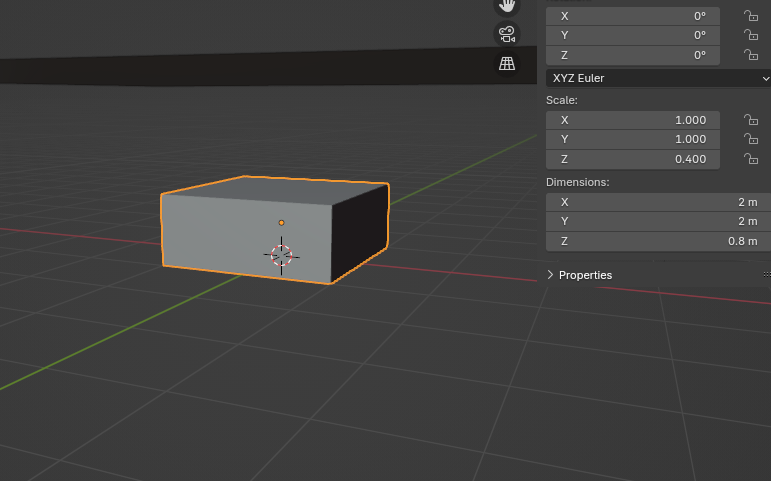 X 0°
Y 0°
Z 0°
XYZ Euler
Scale:
X 1.000
Y 1.000
Z 0.400
Dimensions:
X 2 m
Y 2 m
Z 0.8 m
Properties